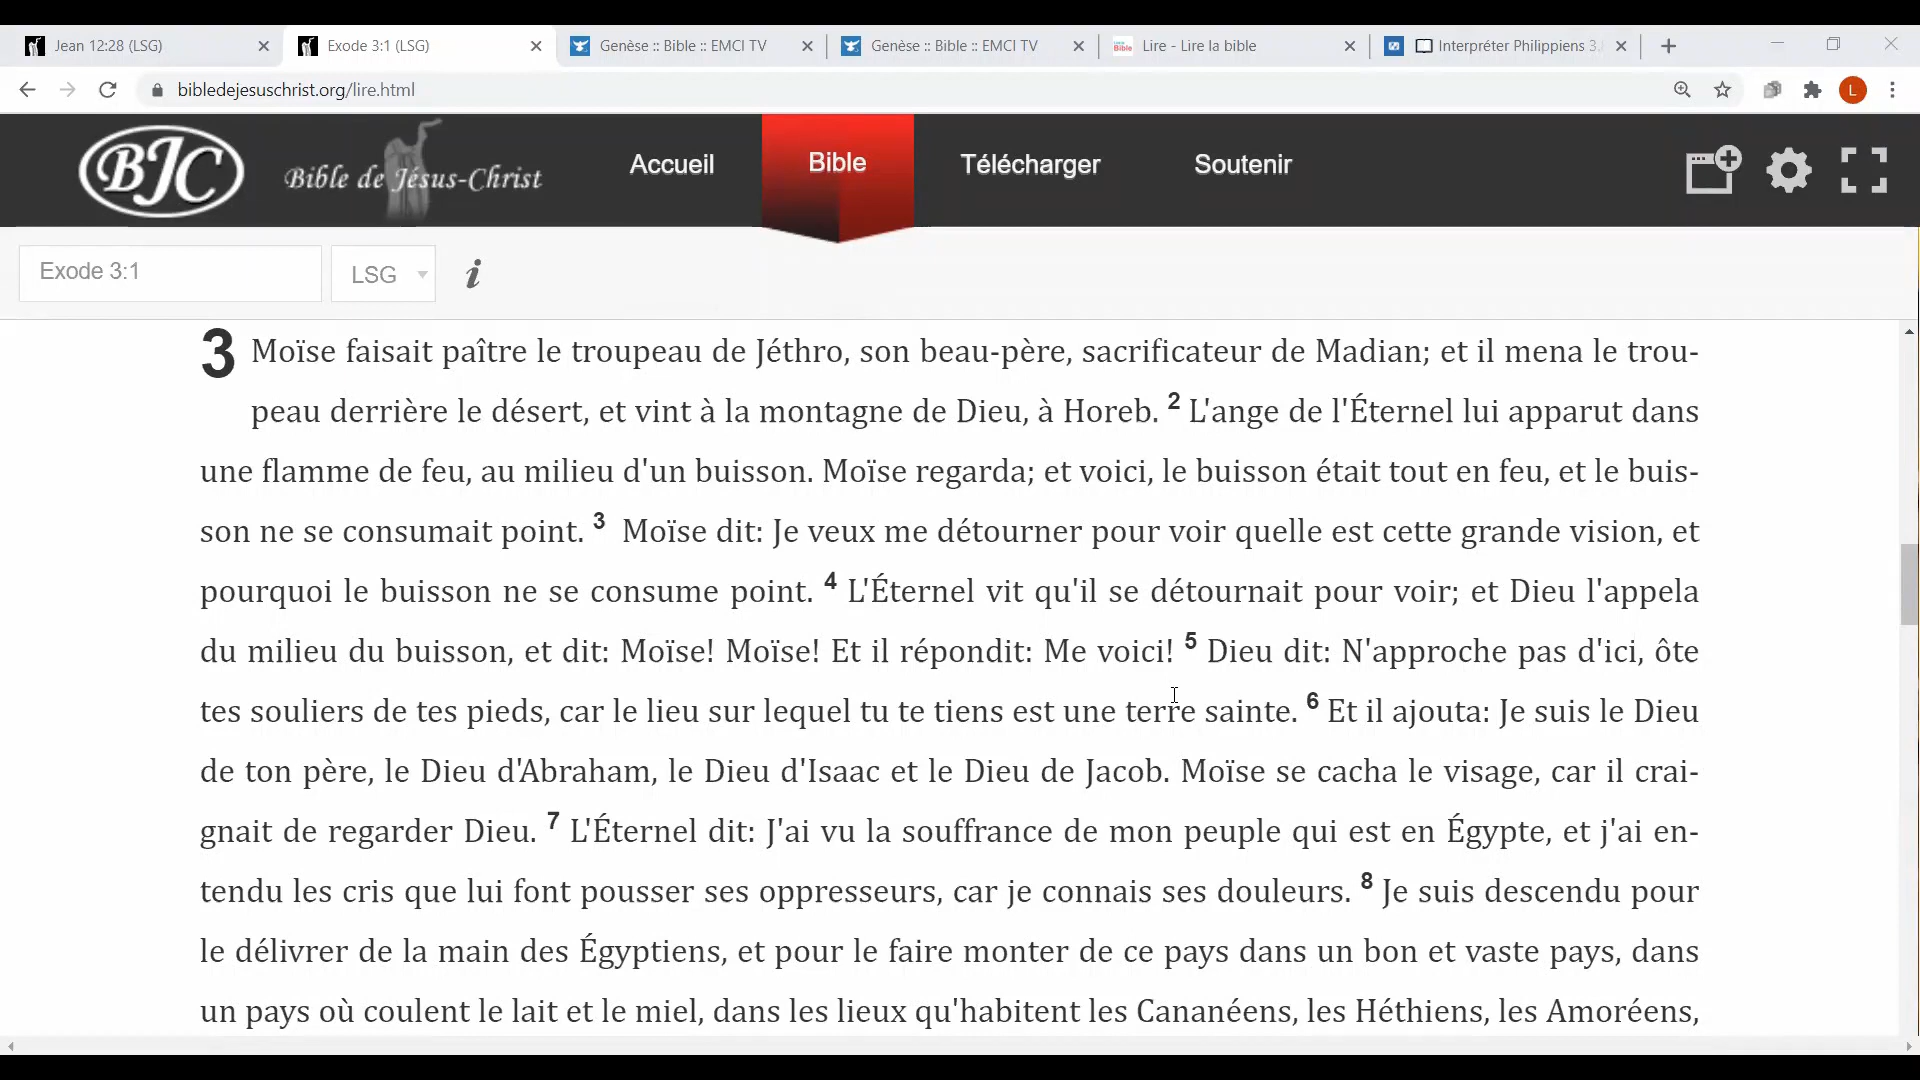 Jean 12:28 (LSG)
Exode 3:1 (LSG)
Genèse :: Bible :: EMCI TV
Genèse :: Bible :: EMCI TV
Lire - Lire la bible
Interpréter Philippiens 3.
bibledejesuschrist.org/lire.html
L
BJC
Bible de Jésus-Christ
Accueil
Bible
Télécharger
Soutenir
Exode 3:1
LSG
i
3 Moïse faisait paître le troupeau de Jéthro, son beau-père, sacrificateur de Madian; et il mena le trou-
peau derrière le désert, et vint à la montagne de Dieu, à Horeb. 2 L'ange de l'Éternel lui apparut dans
une flamme de feu, au milieu d'un buisson. Moïse regarda; et voici, le buisson était tout en feu, et le buis-
son ne se consumait point. 3 Moïse dit: Je veux me détourner pour voir quelle est cette grande vision, et
pourquoi le buisson ne se consume point. 4 L'Éternel vit qu'il se détournait pour voir; et Dieu l'appela
du milieu du buisson, et dit: Moïse! Moïse! Et il répondit: Me voici! 5 Dieu dit: N'approche pas d'ici, ôte
tes souliers de tes pieds, car le lieu sur lequel tu te tiens est une terre sainte. 6 Et il ajouta: Je suis le Dieu
de ton père, le Dieu d'Abraham, le Dieu d'Isaac et le Dieu de Jacob. Moïse se cacha le visage, car il crai-
gnait de regarder Dieu. 7 L'Éternel dit: J'ai vu la souffrance de mon peuple qui est en Égypte, et j'ai en-
tendu les cris que lui font pousser ses oppresseurs, car je connais ses douleurs. 8 Je suis descendu pour
le délivrer de la main des Égyptiens, et pour le faire monter de ce pays dans un bon et vaste pays, dans
un pays où coulent le lait et le miel, dans les lieux qu'habitent les Cananéens, les Héthiens, les Amoréens,